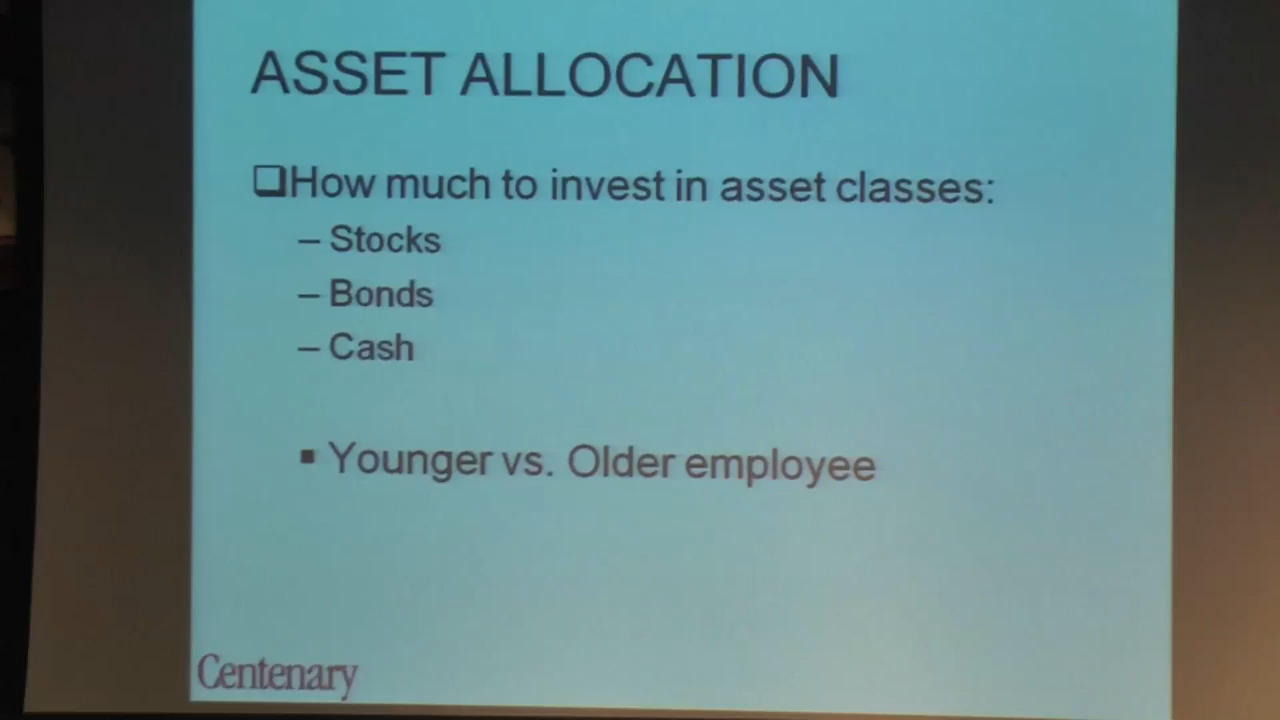 ASSET ALLOCATION
❑How much to invest in asset classes:
– Stocks
– Bonds
– Cash
▪ Younger vs. Older employee
Centenary